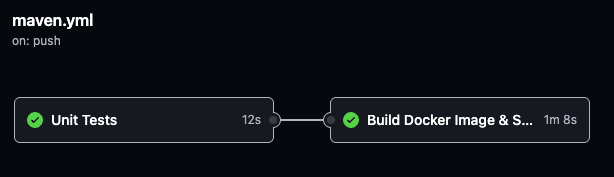 maven.yml
on: push
Unit Tests 12s
Build Docker Image & S... 1m 8s